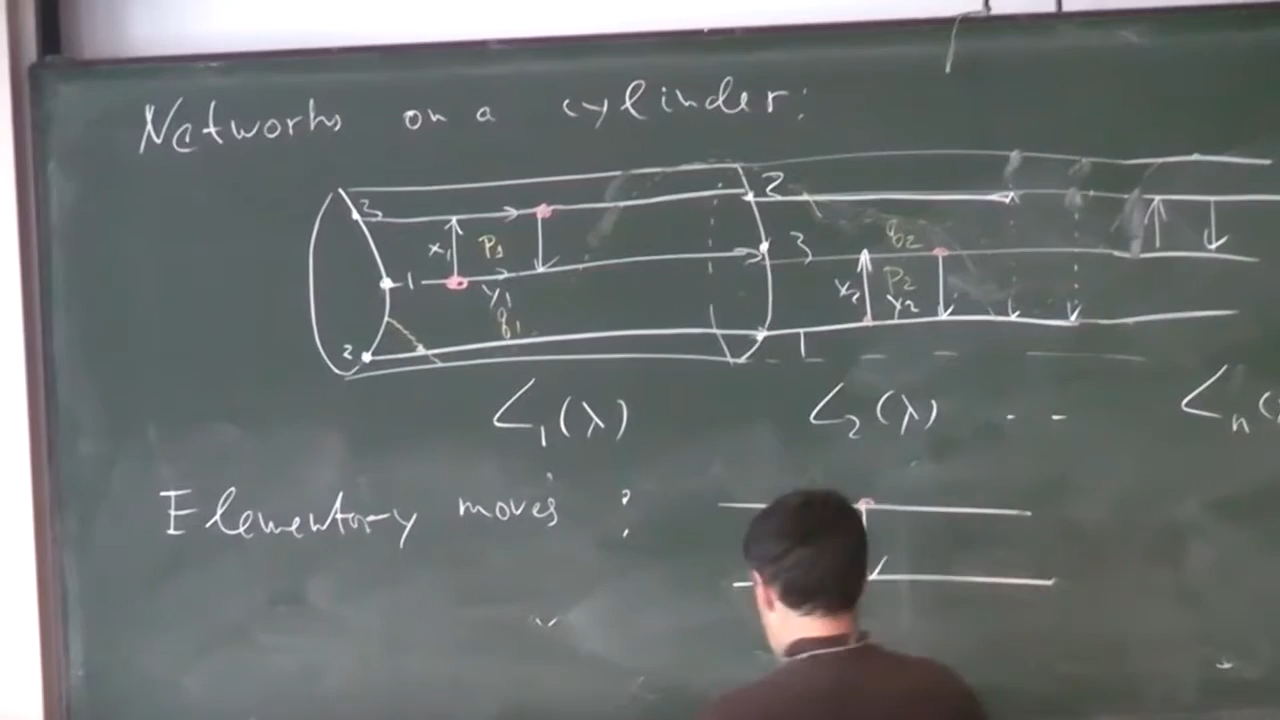 Networks on a cylinder:
3 2
x₁ p₁ 3 q₂
1 y₁ x₂ p₂
q₁ y₂
2 1
L₁(λ) L₂(λ) · · · Lₙ(
Elementary moves :